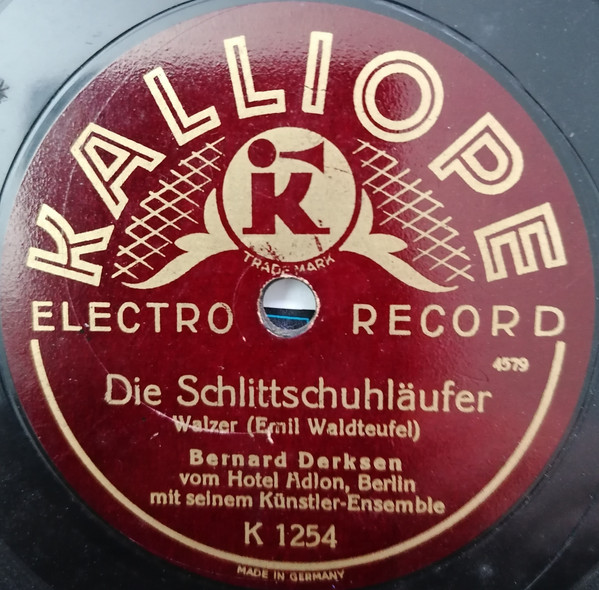 KALLIOPE
K
TRADE MARK
ELECTRO RECORD
4579
Die Schlittschuhläufer
Walzer (Emil Waldteufel)
Bernard Derksen
vom Hotel Adlon, Berlin
mit seinem Künstler-Ensemble
K 1254
MADE IN GERMANY